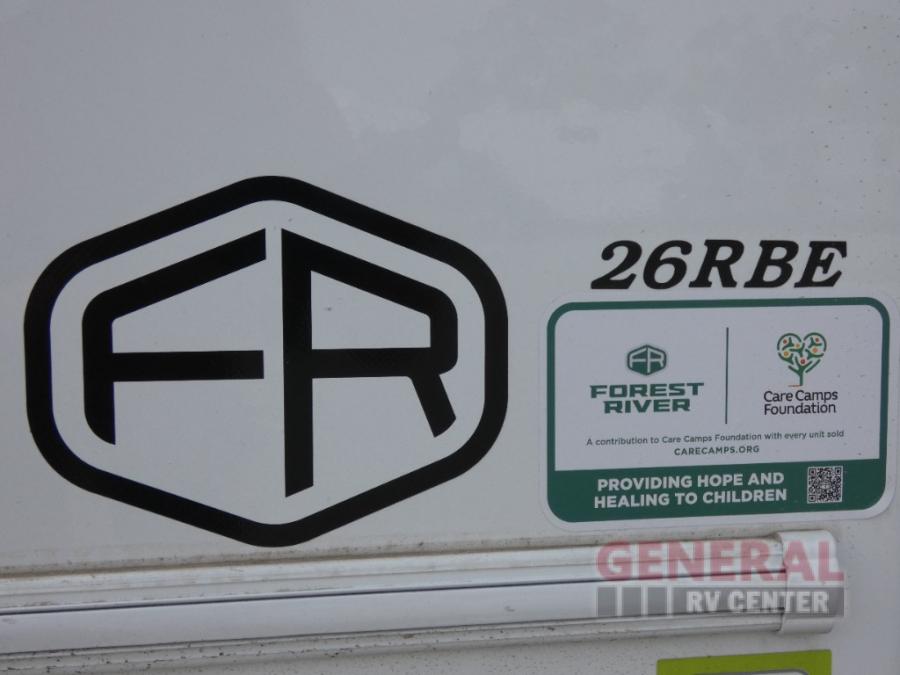 FR
26RBE
FR
FOREST
RIVER
Care Camps
Foundation
A contribution to Care Camps Foundation with every unit sold
CARECAMPS.ORG
PROVIDING HOPE AND
HEALING TO CHILDREN
GENERAL
RV CENTER